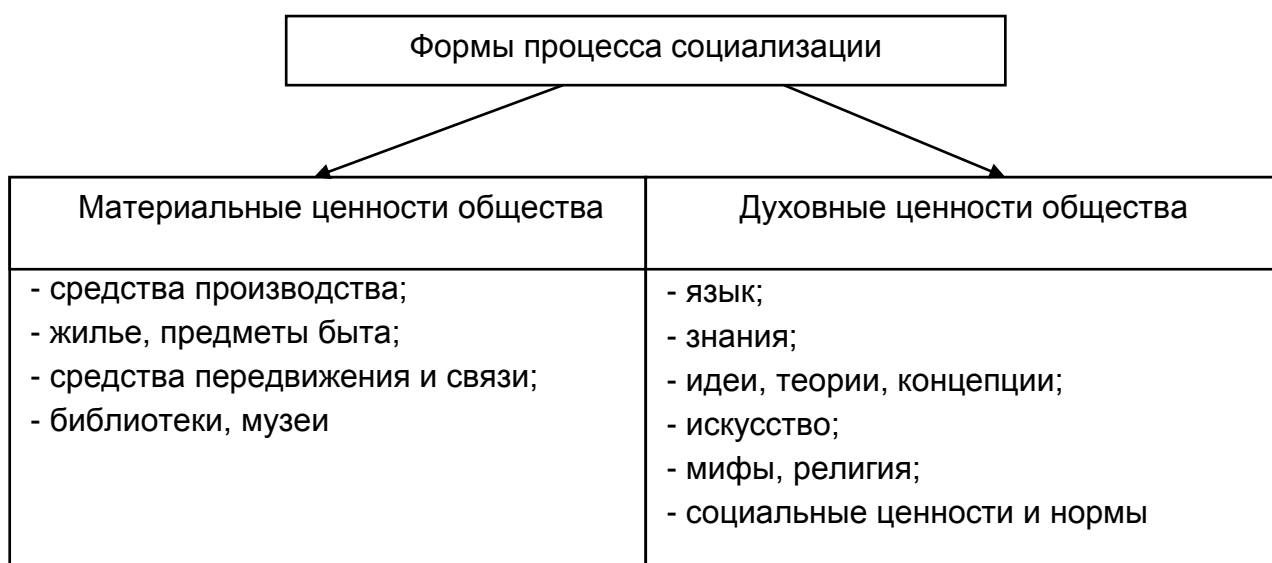 Формы процесса социализации
Материальные ценности общества
Духовные ценности общества
- средства производства;
- жилье, предметы быта;
- средства передвижения и связи;
- библиотеки, музеи
- язык;
- знания;
- идеи, теории, концепции;
- искусство;
- мифы, религия;
- социальные ценности и нормы